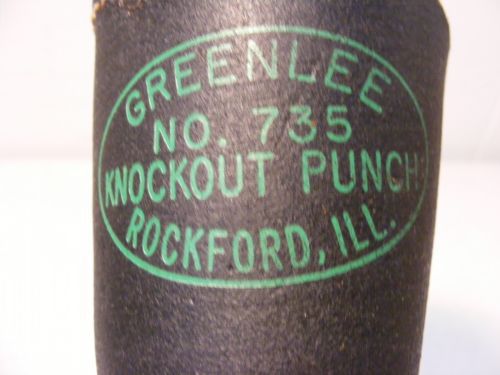 GREENLEE
NO. 735
KNOCKOUT PUNCH
ROCKFORD, ILL.